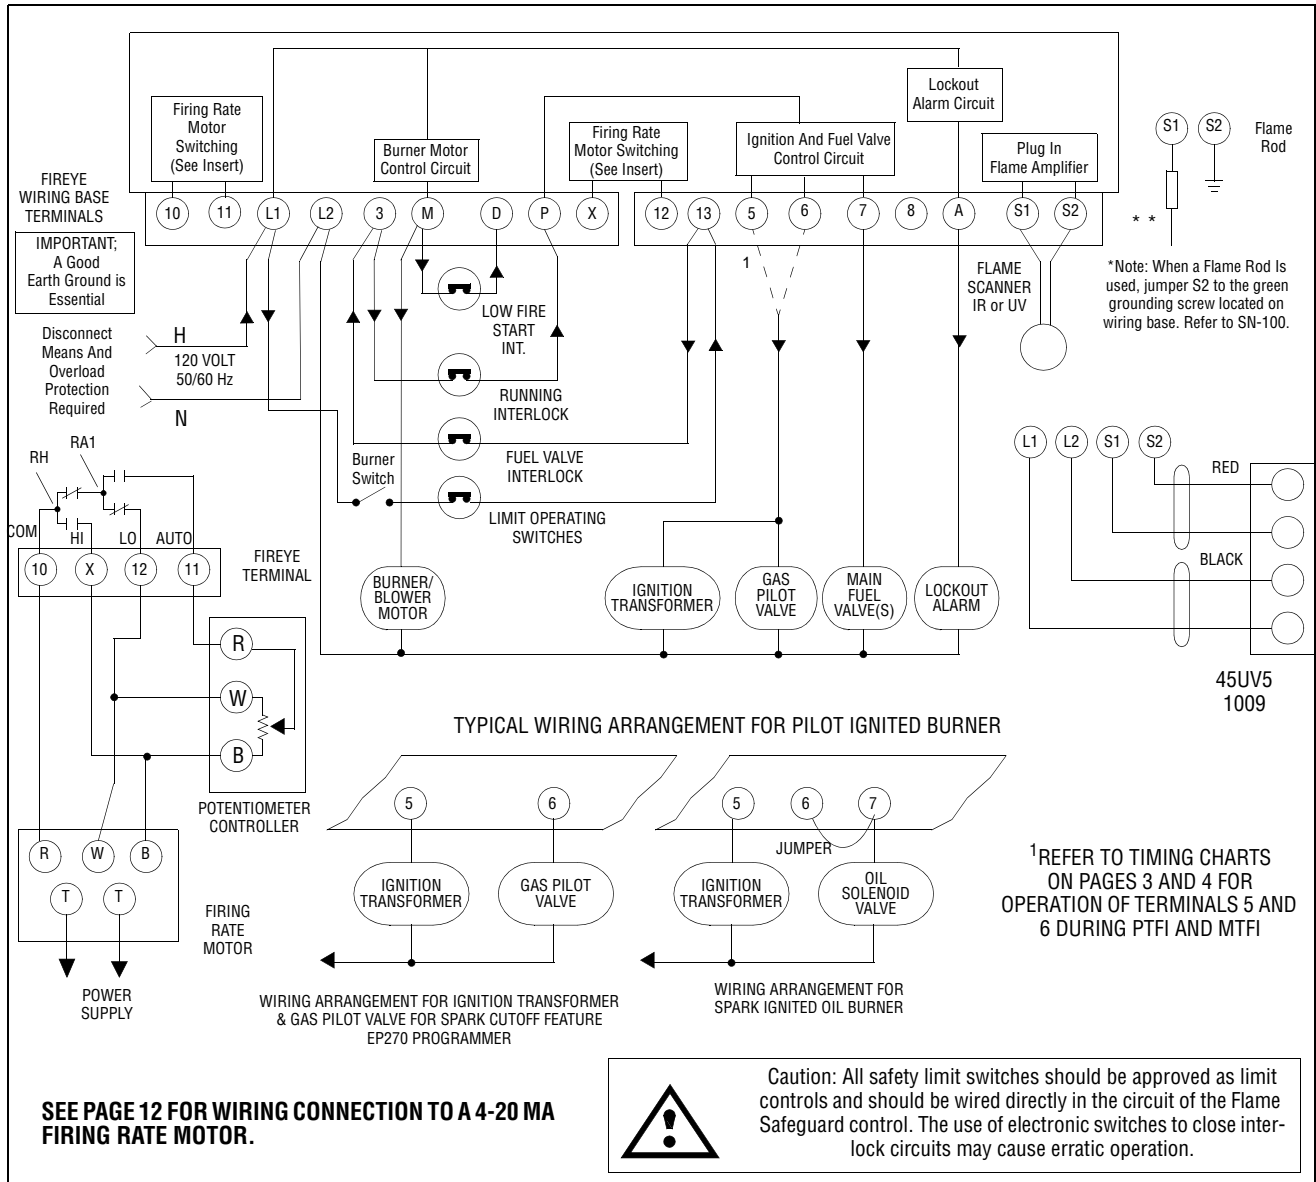 Lockout
Alarm Circuit
Firing Rate
Motor
Switching
(See Insert)
Burner Motor
Control Circuit
Firing Rate
Motor Switching
(See Insert)
Ignition And Fuel Valve
Control Circuit
Plug In
Flame Amplifier
S1 S2
Flame
Rod
FIREYE
WIRING BASE
TERMINALS
10 11 L1 L2 3 M D P X 12 13 5 6 7 8 A S1 S2
* *
IMPORTANT;
A Good
Earth Ground is
Essential
1
FLAME
SCANNER
IR or UV
*Note: When a Flame Rod Is
used, jumper S2 to the green
grounding screw located on
wiring base. Refer to SN-100.
LOW FIRE
START
INT.
Disconnect
Means And
Overload
Protection
Required
H
120 VOLT
50/60 Hz
N
RUNNING
INTERLOCK
FUEL VALVE
INTERLOCK
Burner
Switch
LIMIT OPERATING
SWITCHES
L1 L2 S1 S2
RED
BLACK
45UV5
1009
RH
RA1
COM HI LO AUTO
10 X 12 11
FIREYE
TERMINAL
BURNER/
BLOWER
MOTOR
IGNITION
TRANSFORMER
GAS
PILOT
VALVE
MAIN
FUEL
VALVE(S)
LOCKOUT
ALARM
R
W
B
POTENTIOMETER
CONTROLLER
TYPICAL WIRING ARRANGEMENT FOR PILOT IGNITED BURNER
5 6
IGNITION
TRANSFORMER
GAS PILOT
VALVE
WIRING ARRANGEMENT FOR IGNITION TRANSFORMER
& GAS PILOT VALVE FOR SPARK CUTOFF FEATURE
EP270 PROGRAMMER
5 6 7
JUMPER
IGNITION
TRANSFORMER
OIL
SOLENOID
VALVE
WIRING ARRANGEMENT FOR
SPARK IGNITED OIL BURNER
1REFER TO TIMING CHARTS
ON PAGES 3 AND 4 FOR
OPERATION OF TERMINALS 5 AND
6 DURING PTFI AND MTFI
R W B
T T
FIRING
RATE
MOTOR
POWER
SUPPLY
SEE PAGE 12 FOR WIRING CONNECTION TO A 4-20 MA
FIRING RATE MOTOR.
!
Caution: All safety limit switches should be approved as limit
controls and should be wired directly in the circuit of the Flame
Safeguard control. The use of electronic switches to close inter-
lock circuits may cause erratic operation.